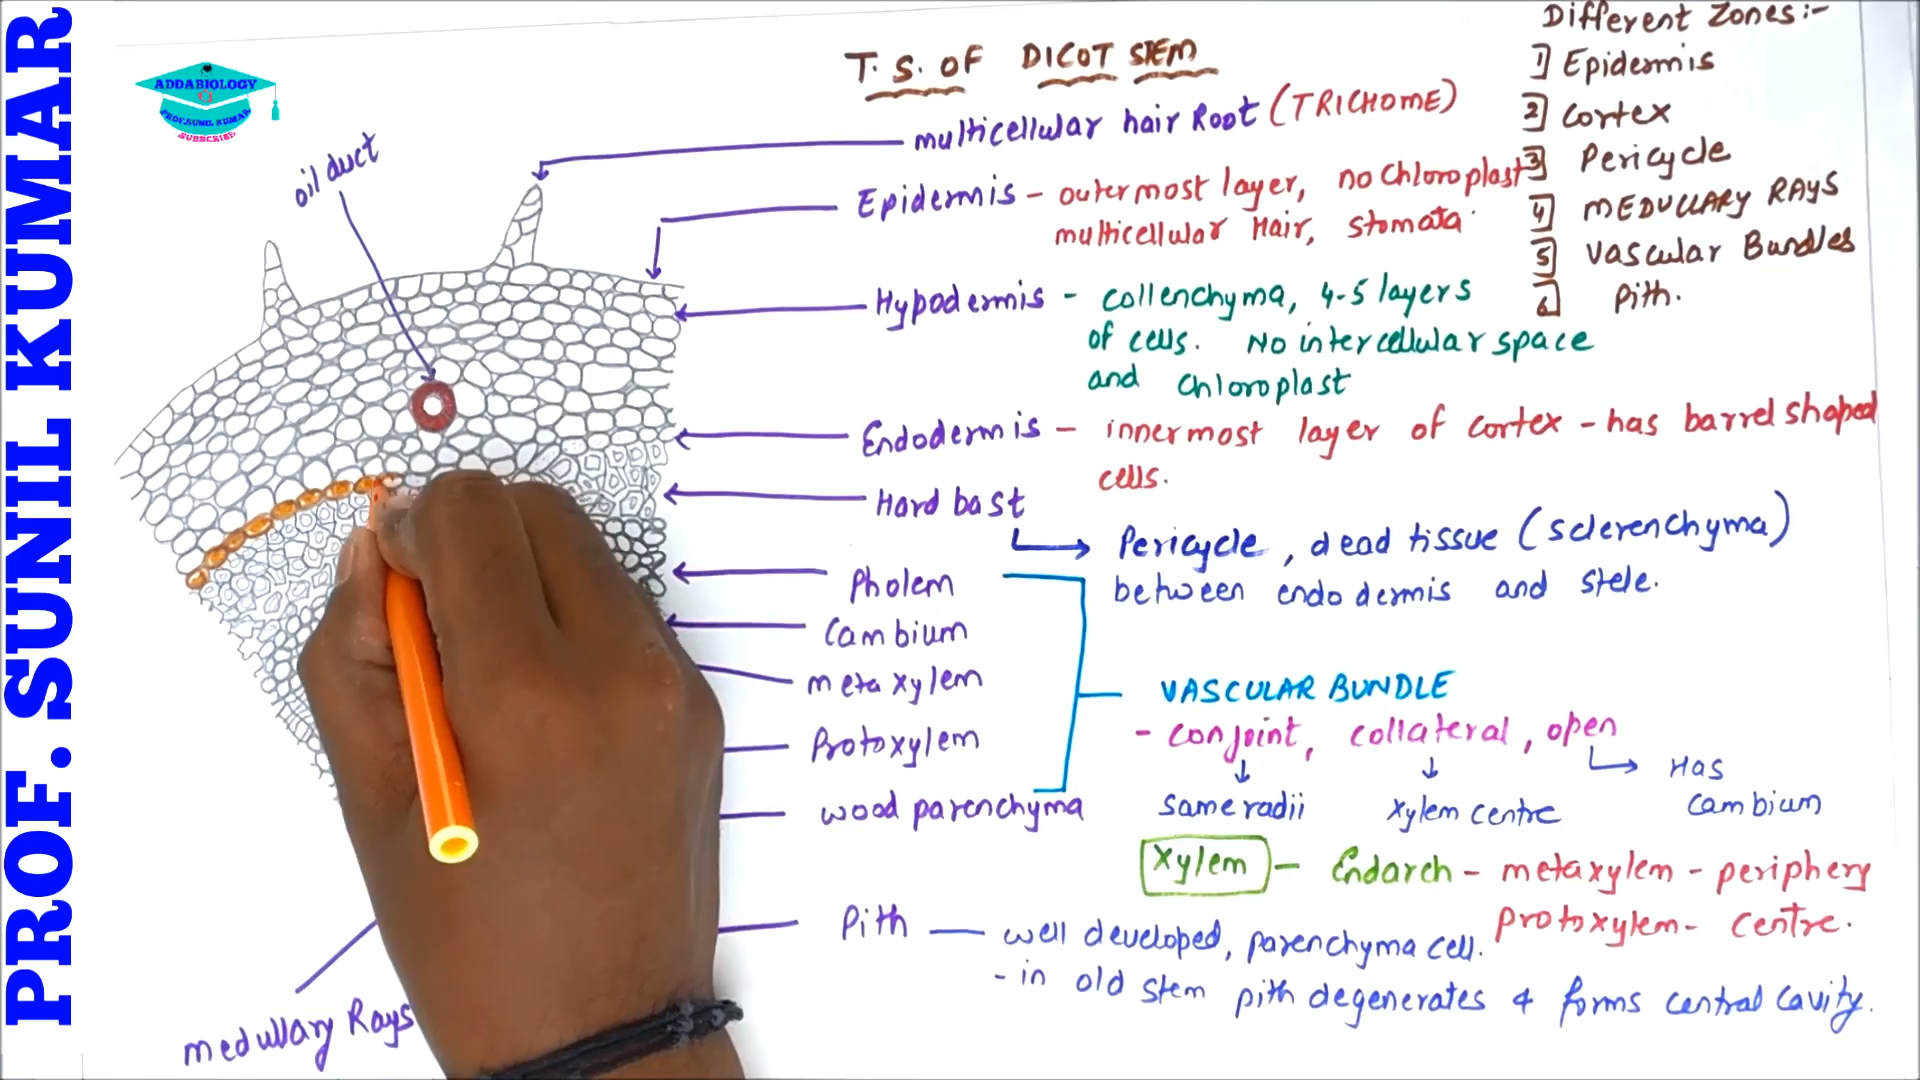 PROF. SUNIL KUMAR
ADDABIOLOGY
PROF.SUNIL KUMAR
SUBSCRIBE
T. S. OF DICOT STEM
Different Zones:-
1] Epidermis
2] Cortex
3] Pericycle
4] MEDULLARY RAYS
5] Vascular Bundles
6] Pith.
oil duct
multicellular hair Root (TRICHOME)
Epidermis - outermost layer, no chloroplast
multicellular Hair, stomata.
Hypodermis - collenchyma, 4-5 layers
of cells. No intercellular space
and chloroplast
Endodermis - innermost layer of cortex - has barrel shaped
cells.
Hard bast
Pericycle, dead tissue (sclerenchyma)
between endodermis and stele.
Pholem
Cambium
metaxylem
Protoxylem
wood parenchyma
VASCULAR BUNDLE
- conjoint, collateral, open
same radii
xylem centre
Has
cambium
Xylem - Endarch - metaxylem - periphery
protoxylem - centre.
Pith - well developed, parenchyma cell.
- in old stem pith degenerates & forms central cavity.
medullary Rays